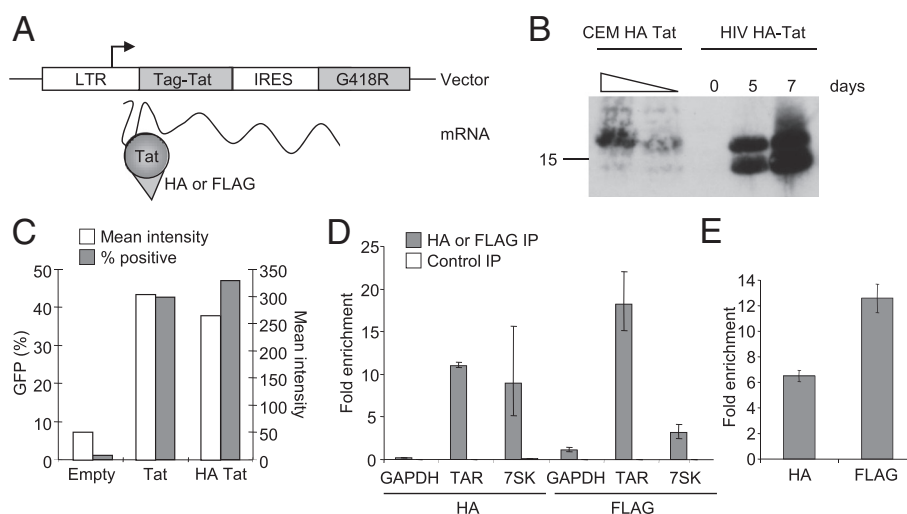 A
LTR Tag-Tat IRES G418R Vector
mRNA
Tat
HA or FLAG
B
CEM HA Tat HIV HA-Tat
0 5 7 days
15
C
Mean intensity
% positive
GFP (%)
50
40
30
20
10
0
350
300
250
200
150
100
50
0
Mean intensity
Empty Tat HA Tat
D
HA or FLAG IP
Control IP
Fold enrichment
25
20
15
10
5
0
GAPDH TAR 7SK GAPDH TAR 7SK
HA FLAG
E
Fold enrichment
14
12
10
8
6
4
2
0
HA FLAG